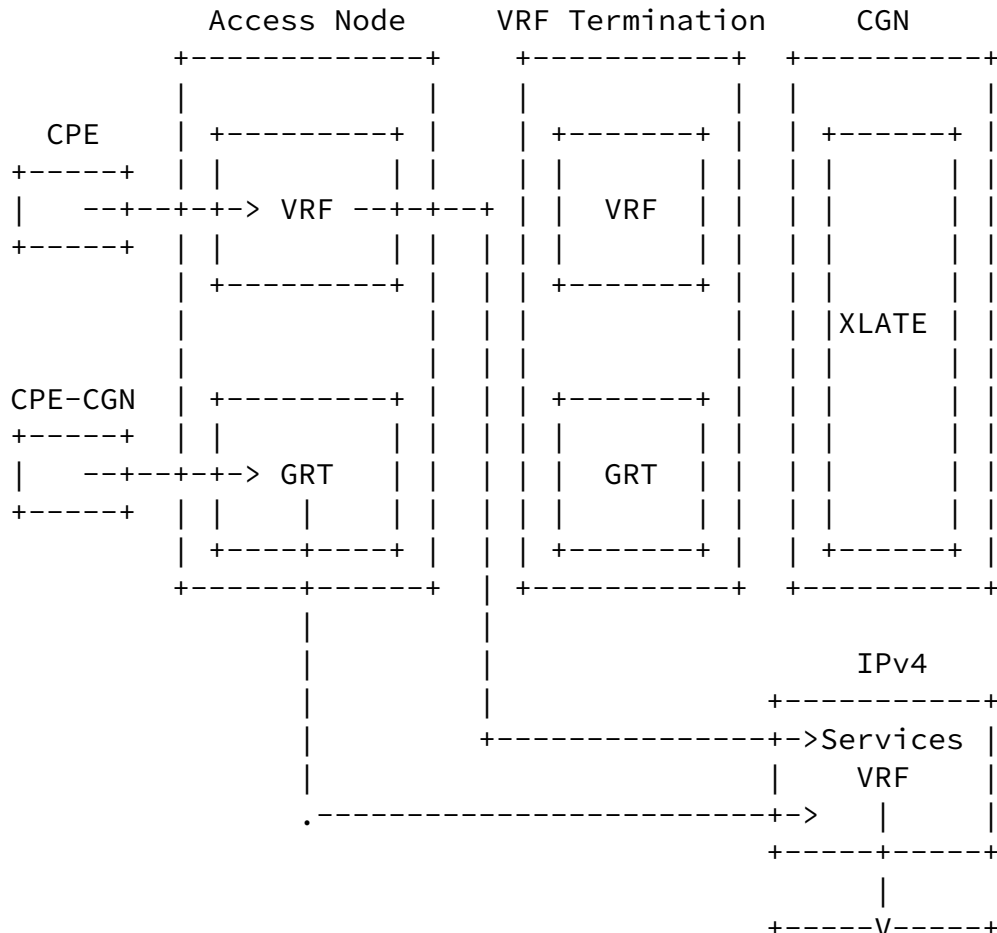 Access Node     VRF Termination     CGN
      +-------------+    +-----------+  +----------+
         |             |    |           |  |          |
  CPE    | +---------+ |    | +-------+ |  | +------+ |
+-----+  | |         | |    | |       | |  | |      | |
|   --+--+-+-> VRF --+-+--+ | |  VRF  | |  | |      | |
+-----+  | |         | |  | | |       | |  | |      | |
         | +---------+ |  | | +-------+ |  | |      | |
         |             |  | |           |  | |XLATE | |
         |             |  | |           |  | |      | |
CPE-CGN  | +---------+ |  | | +-------+ |  | |      | |
+-----+  | |         | |  | | |       | |  | |      | |
|   --+--+-+-> GRT   | |  | | |  GRT  | |  | |      | |
+-----+  | |    |    | |  | | |       | |  | |      | |
         | +----+----+ |  | | +-------+ |  | +------+ |
         +------+------+  | +-----------+  +----------+
                |         |
                |         |                    IPv4
                |         |               +-----------+
                |         +---------------+->Services |
                |                         |    VRF    |
                .-------------------------+->   |     |
                                          +-----+-----+
                                                |
                                          +-----V-----+